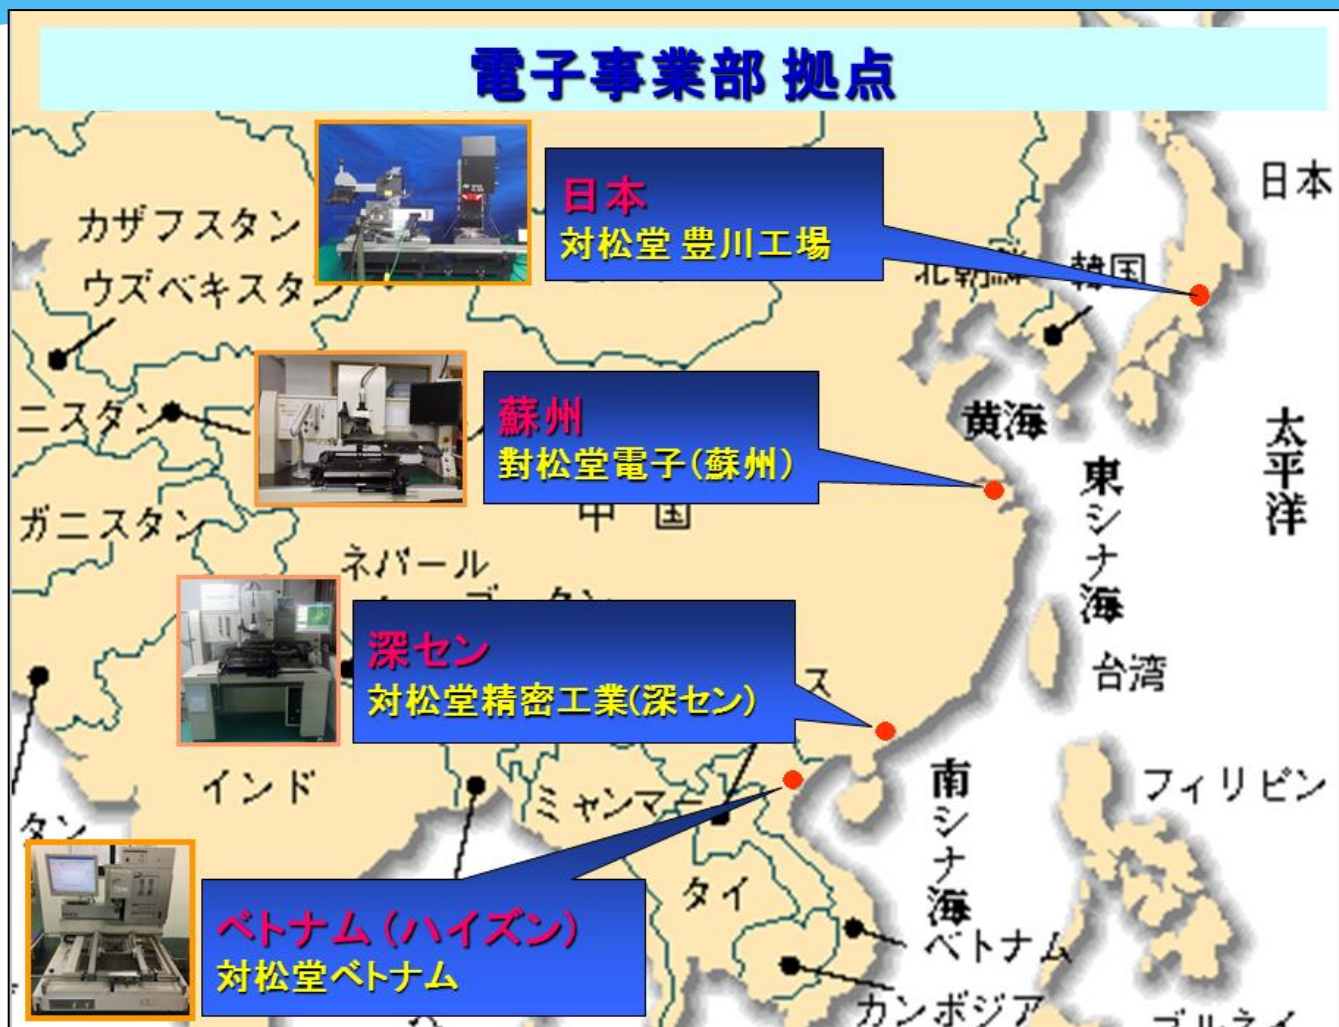 電子事業部 拠点
日本
対松堂 豊川工場
日本
カザフスタン
ウズベキスタン
北朝鮮
韓国
蘇州
對松堂電子(蘇州)
ニスタン
黄海
太平洋
東シナ海
ガニスタン
中国
ネパール
深セン
対松堂精密工業(深セン)
ス
台湾
インド
ミャンマー
南シナ海
フィリピン
タン
タイ
ベトナム(ハイズン)
対松堂ベトナム
ベトナム
カンボジア